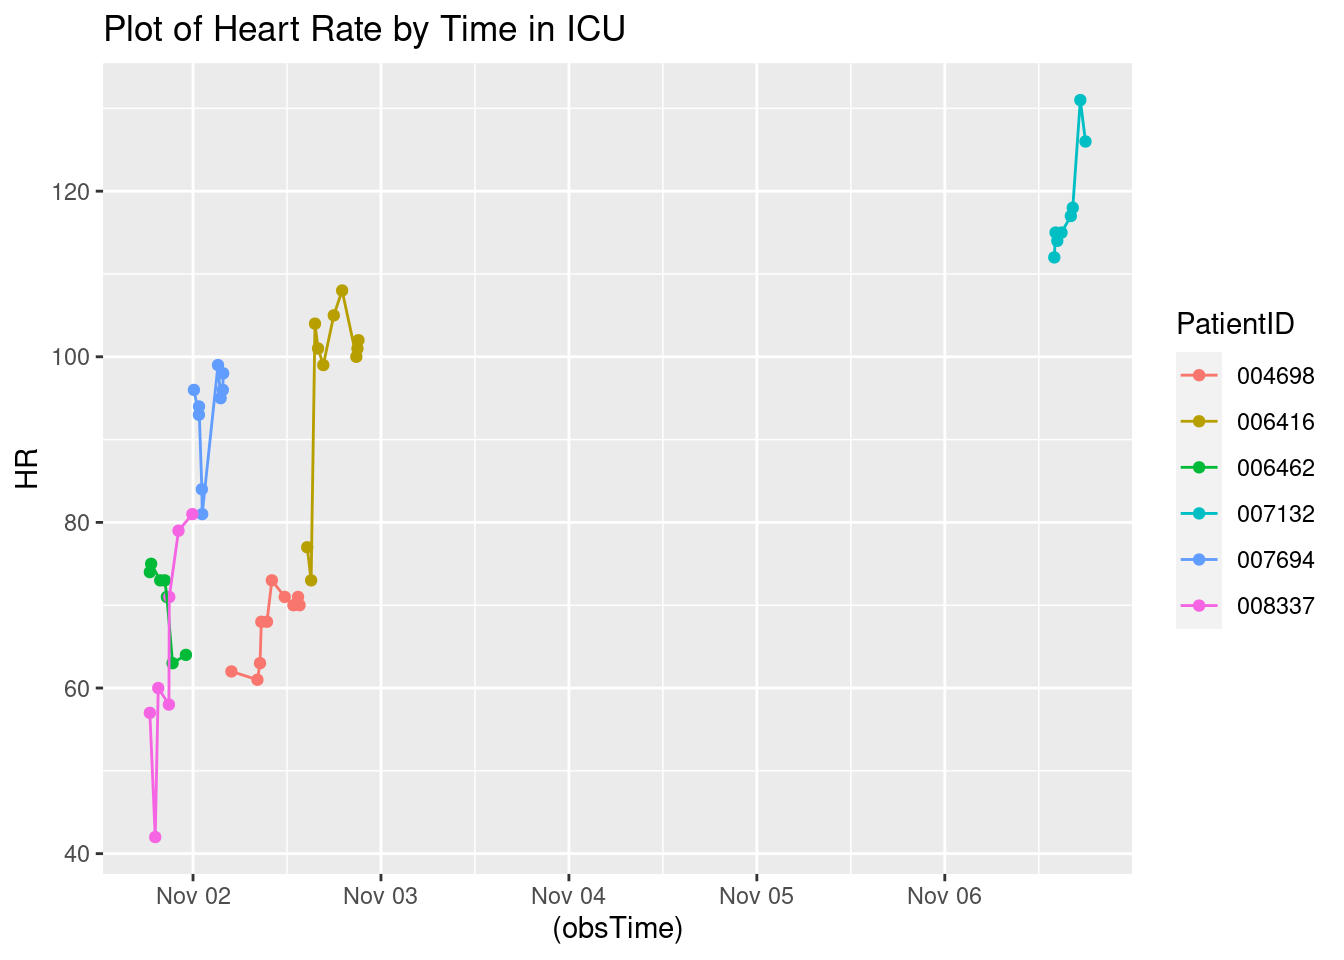 Plot of Heart Rate by Time in ICU
120
100
80
60
40
HR
Nov 02
Nov 03
Nov 04
Nov 05
Nov 06
(obsTime)
PatientID
004698
006416
006462
007132
007694
008337